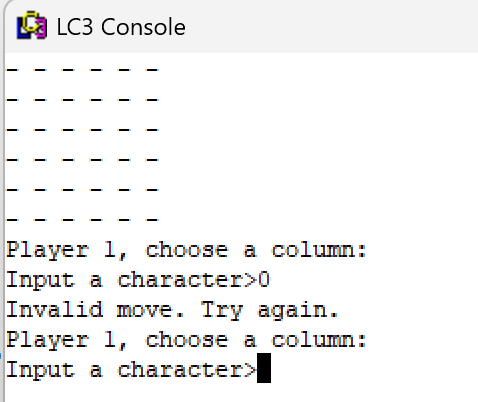 LC3 Console
- - - - - -
- - - - - -
- - - - - -
- - - - - -
- - - - - -
- - - - - -
Player 1, choose a column:
Input a character>0
Invalid move. Try again.
Player 1, choose a column:
Input a character>